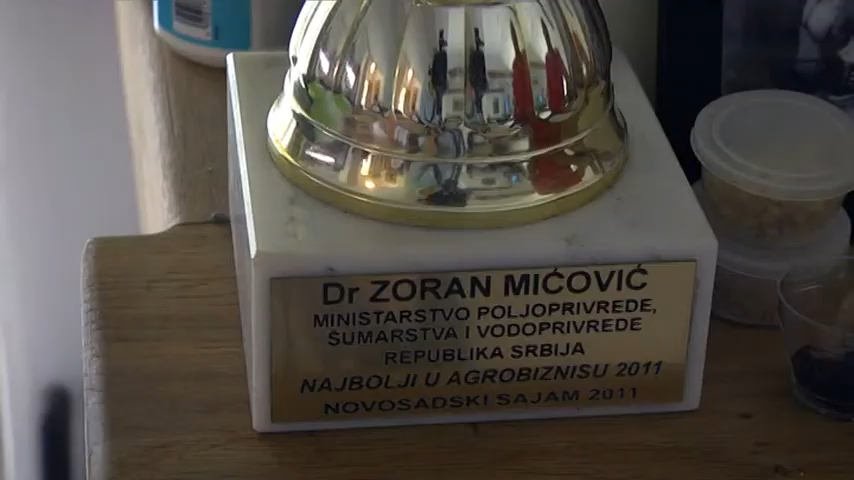 Dr ZORAN MIĆOVIĆ
MINISTARSTVO POLJOPRIVREDE,
ŠUMARSTVA I VODOPRIVREDE
REPUBLIKA SRBIJA
NAJBOLJI U AGROBIZNISU 2011
NOVOSADSKI SAJAM 2011